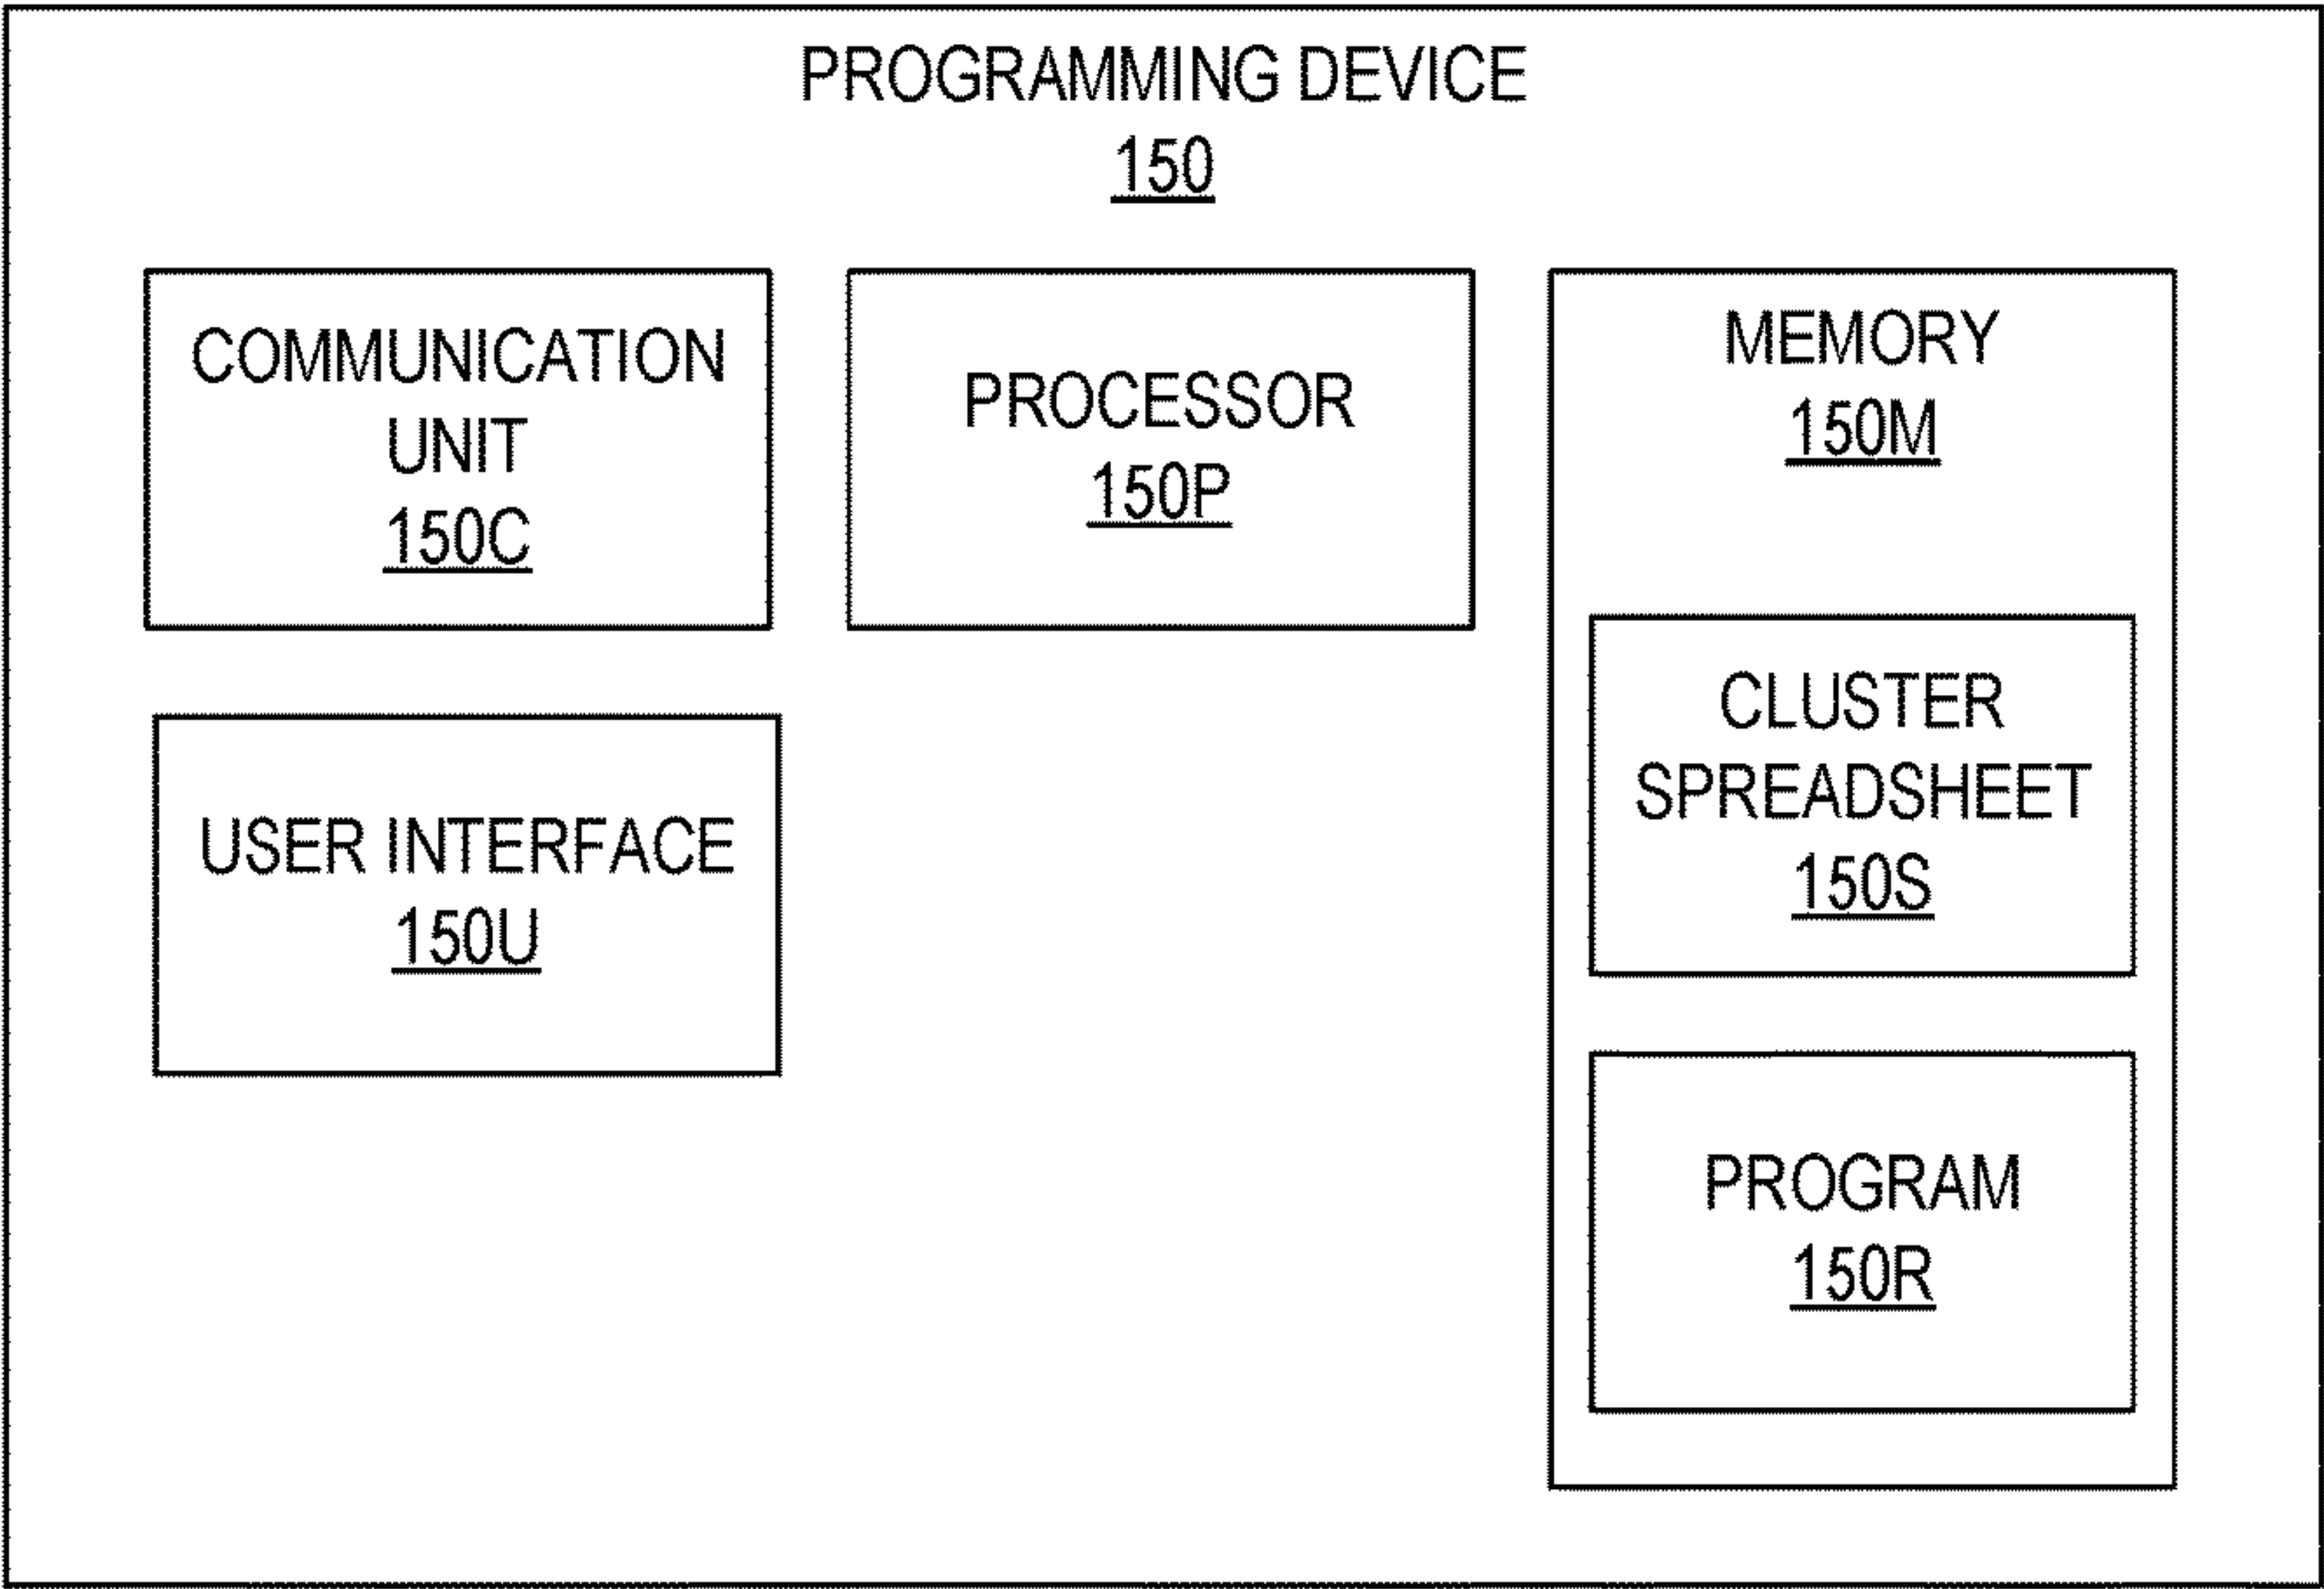 PROGRAMMING DEVICE
150
COMMUNICATION
UNIT
150C
PROCESSOR
150P
MEMORY
150M
USER INTERFACE
150U
CLUSTER
SPREADSHEET
150S
PROGRAM
150R